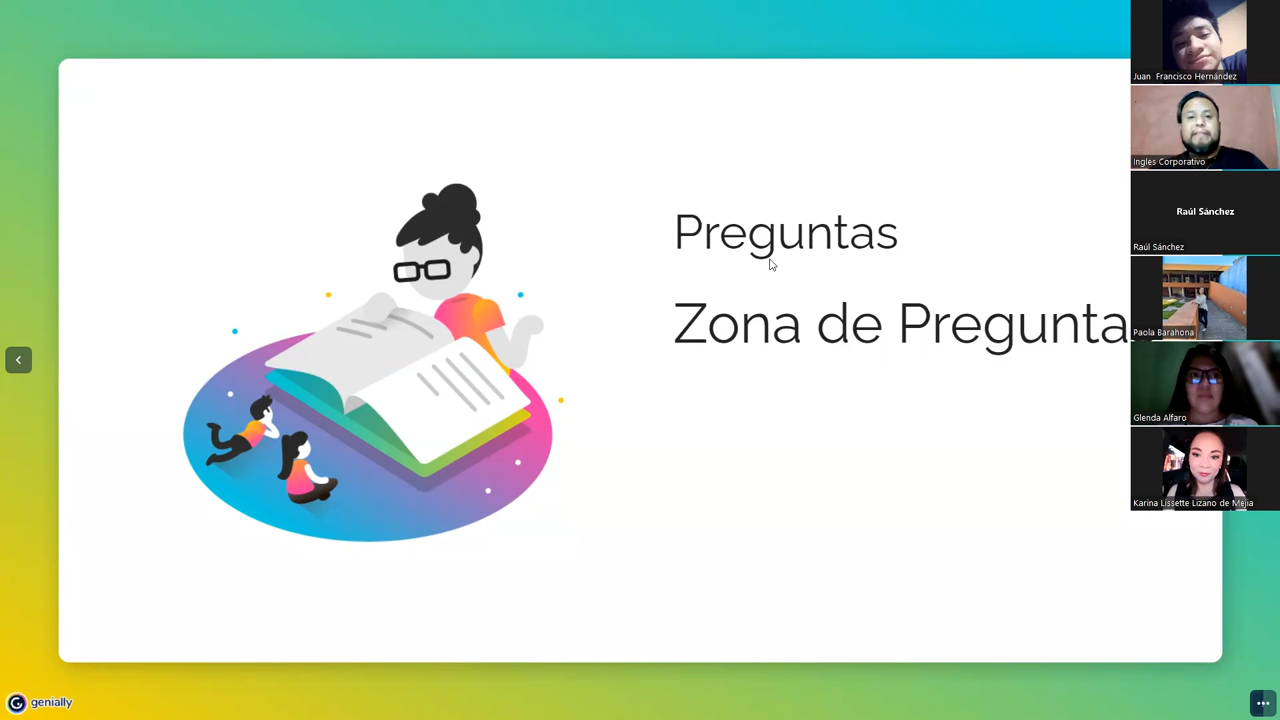 Preguntas
Zona de Pregunta
Juan Francisco Hernández
Ingles Corporativo
Raúl Sánchez
Raúl Sánchez
Paola Barahona
Glenda Alfaro
Karina Lissette Lizano de Mejia
genially